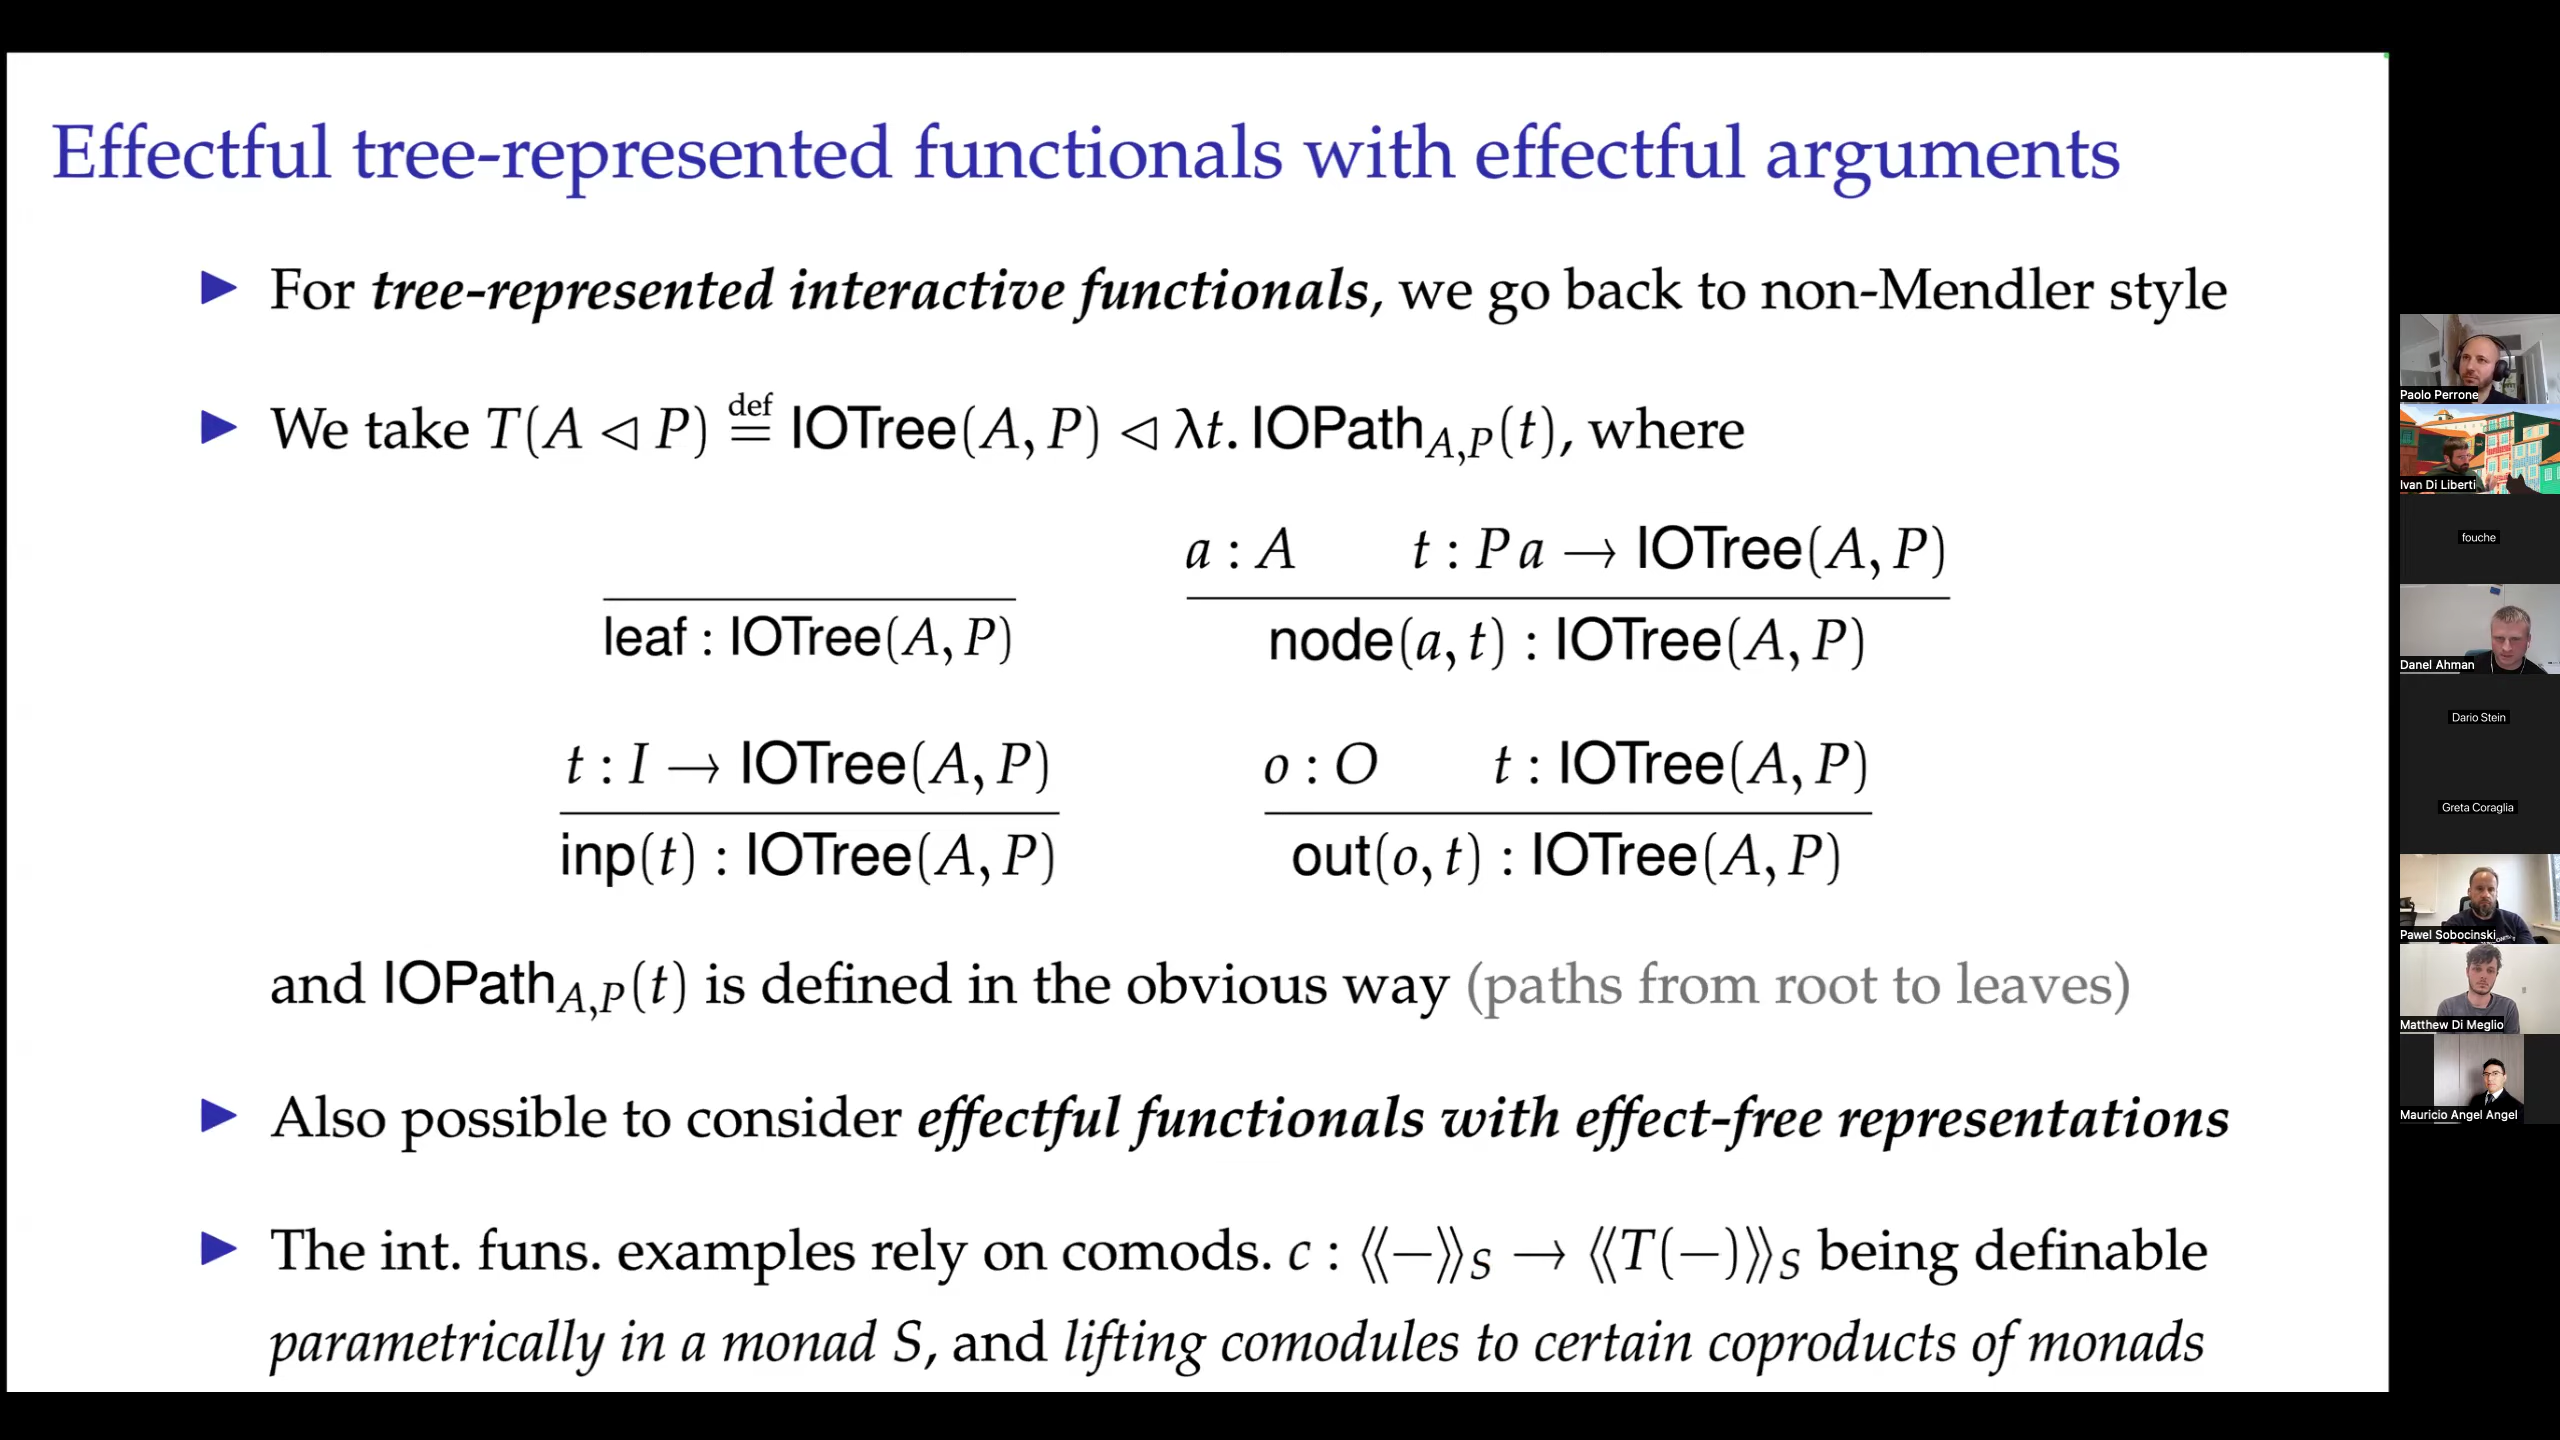 Effectful tree-represented functionals with effectful arguments
▶ For tree-represented interactive functionals, we go back to non-Mendler style
▶ We take T(A ◁ P) def= IOTree(A, P) ◁ λt. IOPath_{A,P}(t), where
a : A t : P a → IOTree(A, P)
leaf : IOTree(A, P) node(a, t) : IOTree(A, P)
t : I → IOTree(A, P) o : O t : IOTree(A, P)
inp(t) : IOTree(A, P) out(o, t) : IOTree(A, P)
and IOPath_{A,P}(t) is defined in the obvious way (paths from root to leaves)
▶ Also possible to consider effectful functionals with effect-free representations
▶ The int. funs. examples rely on comods. c : ⟪−⟫_S → ⟪T(−)⟫_S being definable
parametrically in a monad S, and lifting comodules to certain coproducts of monads
Paolo Perrone
Ivan Di Liberti
fouche
Danel Ahman
Dario Stein
Greta Coraglia
Pawel Sobocinski
Matthew Di Meglio
Mauricio Angel Angel